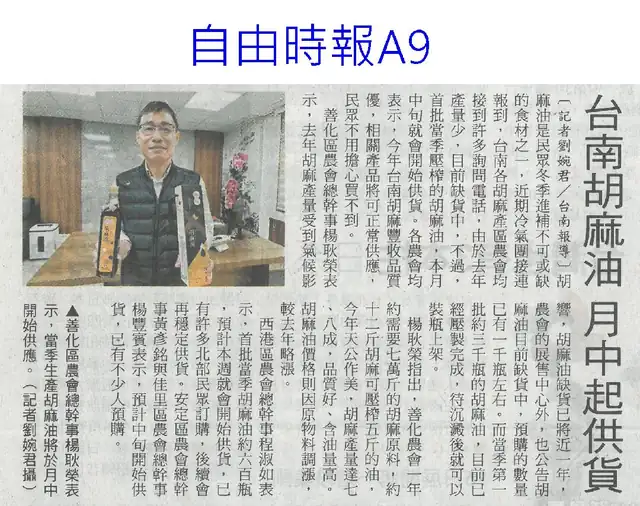 自由時報A9
台南胡麻油 月中起供貨
〔記者劉婉君／台南報導〕胡
麻油是民眾冬季進補不可或缺
的食材之一，近期冷氣團接連
報到，台南各胡麻產區農會均
接到許多詢問電話，由於去年
產量少，目前缺貨中，不過，
首批當季壓榨的胡麻油，本月
中旬就會開始供貨。各農會均
表示，今年台南胡麻豐收品質
優，相關產品將可正常供應，
民眾不用擔心買不到。
善化區農會總幹事楊耿榮表
示，去年胡麻產量受到氣候影
響，胡麻油缺貨已將近一年，
農會的展售中心外，也公告胡
麻油目前缺貨中，預購的數量
已有一千瓶左右。而當季第一
批約三千瓶的胡麻油，目前已
經壓製完成，待沉澱後就可以
裝瓶上架。
楊耿榮指出，善化農會一年
約需要七萬斤的胡麻原料，約
十二斤胡麻可壓榨五斤的油，
今年天公作美，胡麻產量達七
、八成，品質好、含油量高。
胡麻油價格則因原物料調漲，
較去年略漲。
西港區農會總幹事程淑如表
示，首批當季胡麻油約六百瓶
，預計本週就會開始供貨，已
有許多北部民眾訂購，後續會
再穩定供貨。安定區農會總幹
事黃彥銘與佳里區農會總幹事
楊豐賓表示，預計中旬開始供
貨，已有不少人預購。
▲善化區農會總幹事楊耿榮表
示，當季生產胡麻油將於月中
開始供應。（記者劉婉君攝）